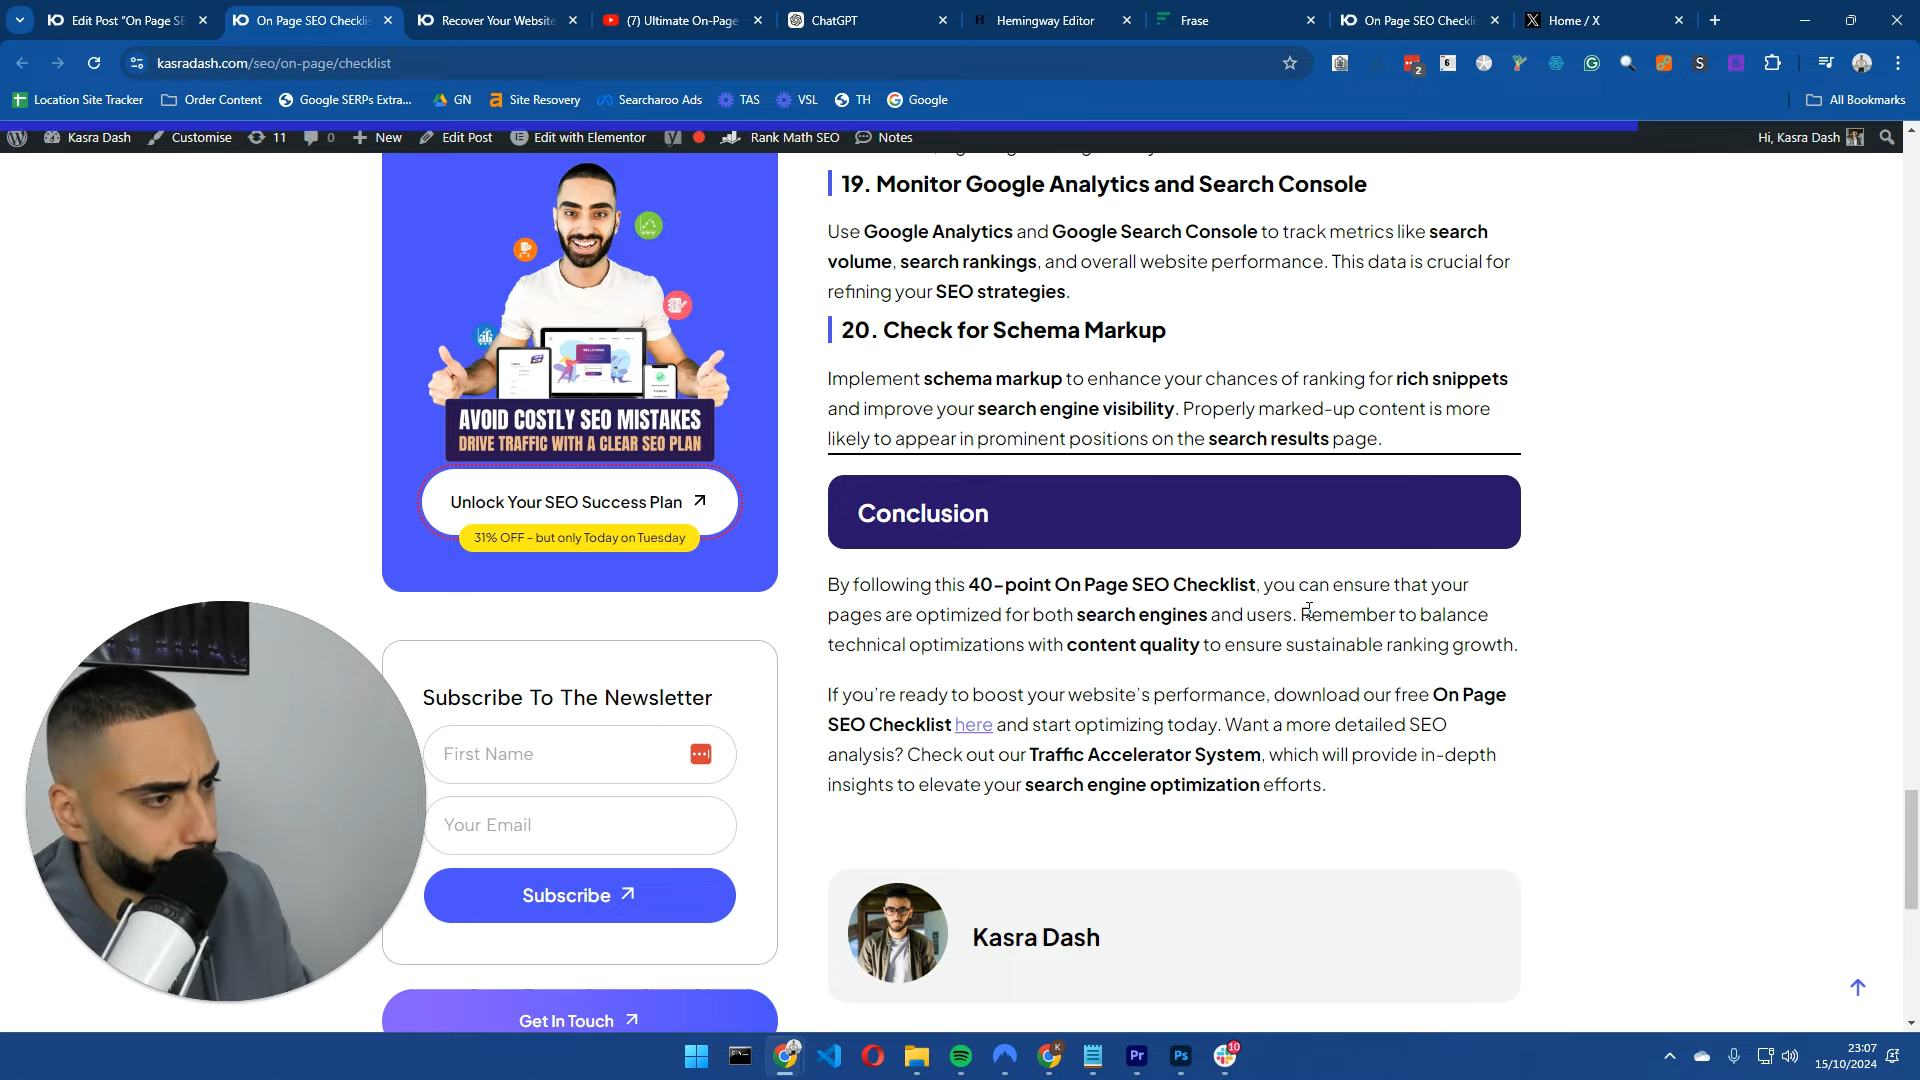 Edit Post "On Page SE
On Page SEO Checkli
Recover Your Website
(7) Ultimate On-Page
ChatGPT
Hemingway Editor
Frase
On Page SEO Checkli
Home / X
kasradash.com/seo/on-page/checklist
Location Site Tracker
Order Content
Google SERPs Extra...
GN
Site Recovery
Searcharoo Ads
TAS
VSL
TH
Google
All Bookmarks
Kasra Dash
Customise
11
0
New
Edit Post
Edit with Elementor
Rank Math SEO
Notes
Hi, Kasra Dash
AVOID COSTLY SEO MISTAKES
DRIVE TRAFFIC WITH A CLEAR SEO PLAN
Unlock Your SEO Success Plan
31% OFF – but only Today on Tuesday
Subscribe To The Newsletter
First Name
Your Email
Subscribe
Get In Touch
19. Monitor Google Analytics and Search Console
Use Google Analytics and Google Search Console to track metrics like search
volume, search rankings, and overall website performance. This data is crucial for
refining your SEO strategies.
20. Check for Schema Markup
Implement schema markup to enhance your chances of ranking for rich snippets
and improve your search engine visibility. Properly marked-up content is more
likely to appear in prominent positions on the search results page.
Conclusion
By following this 40-point On Page SEO Checklist, you can ensure that your
pages are optimized for both search engines and users. Remember to balance
technical optimizations with content quality to ensure sustainable ranking growth.
If you're ready to boost your website's performance, download our free On Page
SEO Checklist here and start optimizing today. Want a more detailed SEO
analysis? Check out our Traffic Accelerator System, which will provide in-depth
insights to elevate your search engine optimization efforts.
Kasra Dash
23:07
15/10/2024